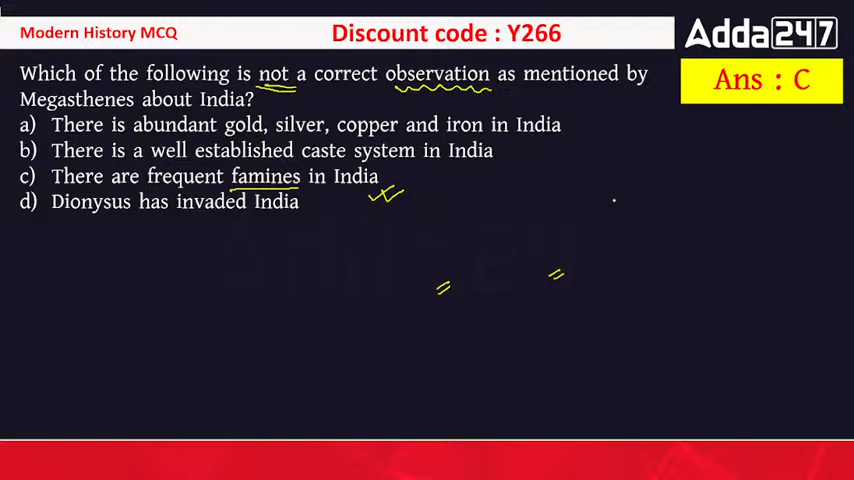 Modern History MCQ
Discount code : Y266
Adda247
Ans : C
Which of the following is not a correct observation as mentioned by
Megasthenes about India?
a) There is abundant gold, silver, copper and iron in India
b) There is a well established caste system in India
c) There are frequent famines in India
d) Dionysus has invaded India